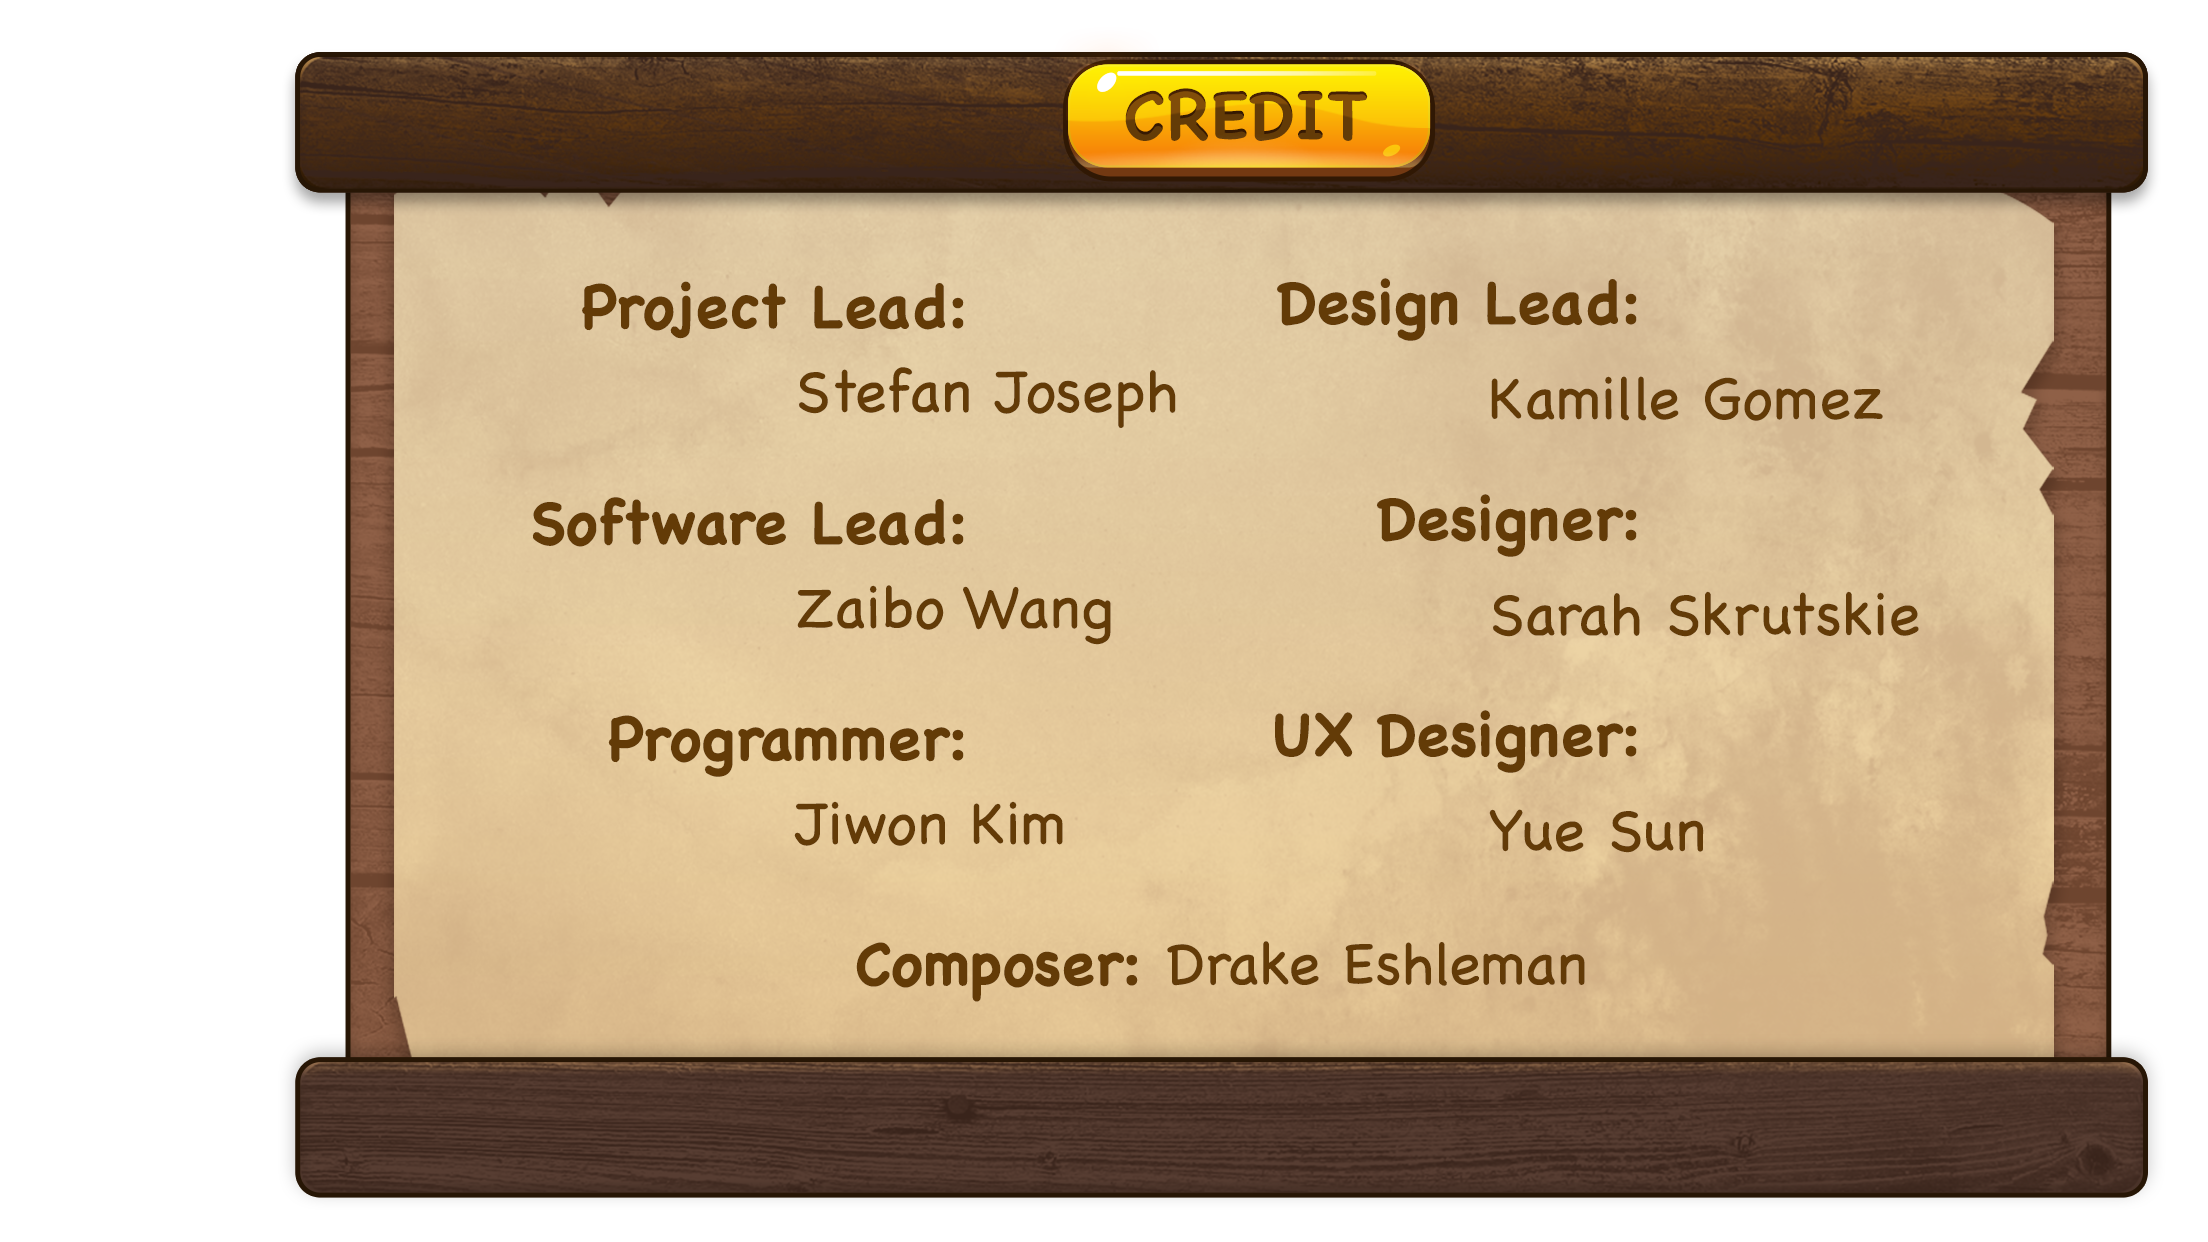 CREDIT
Project Lead:
Stefan Joseph
Software Lead:
Zaibo Wang
Programmer:
Jiwon Kim
Design Lead:
Kamille Gomez
Designer:
Sarah Skrutskie
UX Designer:
Yue Sun
Composer: Drake Eshleman